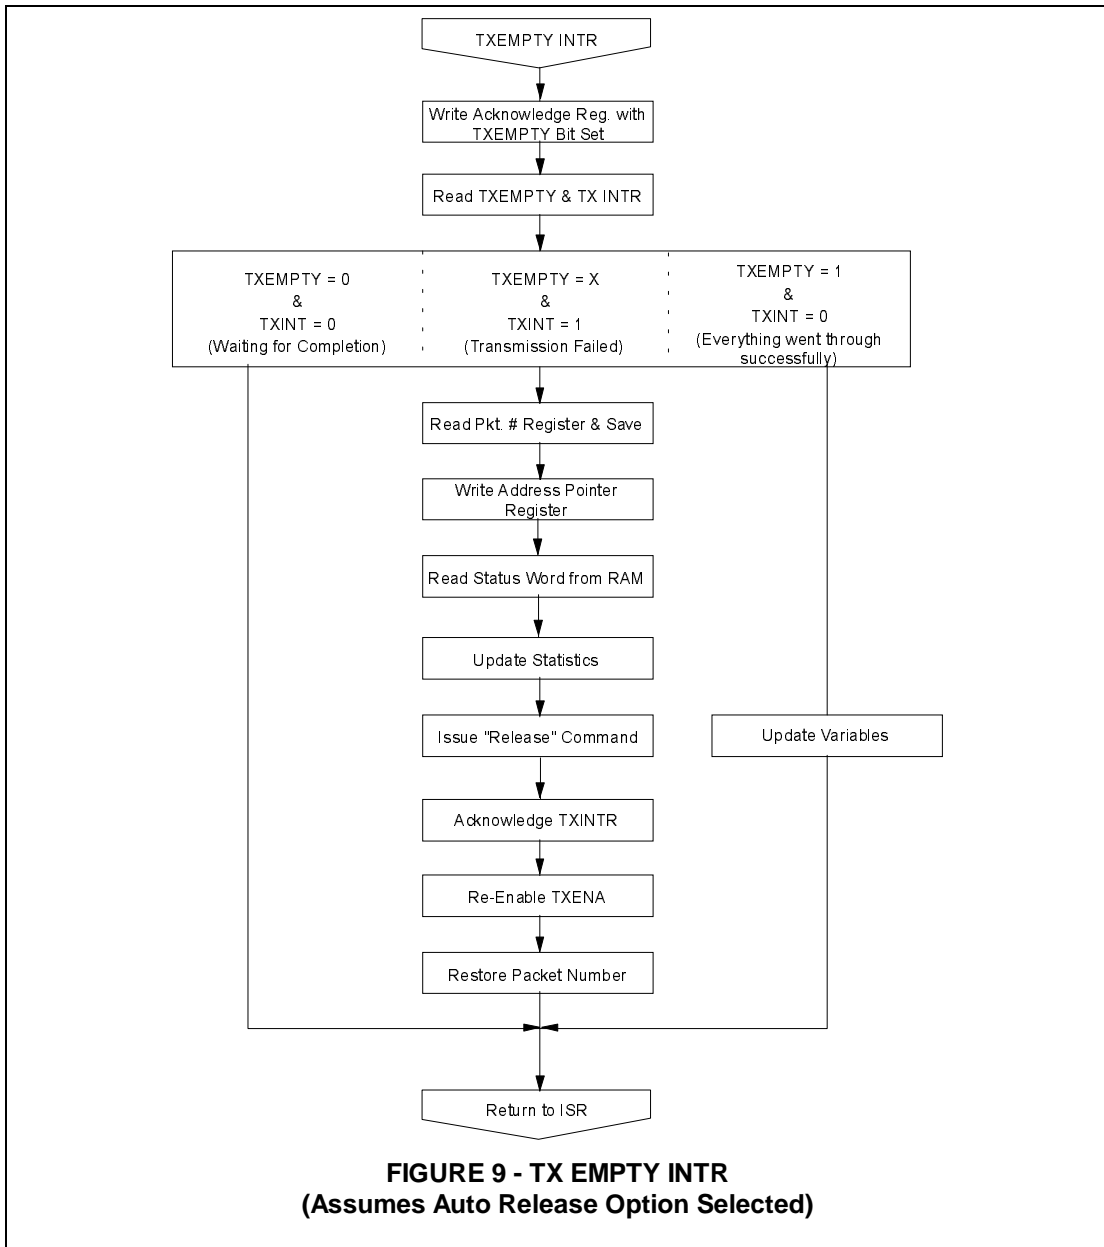 TXEMPTY INTR
Write Acknowledge Reg. with
TXEMPTY Bit Set
Read TXEMPTY & TX INTR
TXEMPTY = 0
&
TXINT = 0
(Waiting for Completion)
TXEMPTY = X
&
TXINT = 1
(Transmission Failed)
TXEMPTY = 1
&
TXINT = 0
(Everything went through
successfully)
Read Pkt. # Register & Save
Write Address Pointer
Register
Read Status Word from RAM
Update Statistics
Issue "Release" Command
Update Variables
Acknowledge TXINTR
Re-Enable TXENA
Restore Packet Number
Return to ISR
FIGURE 9 - TX EMPTY INTR
(Assumes Auto Release Option Selected)